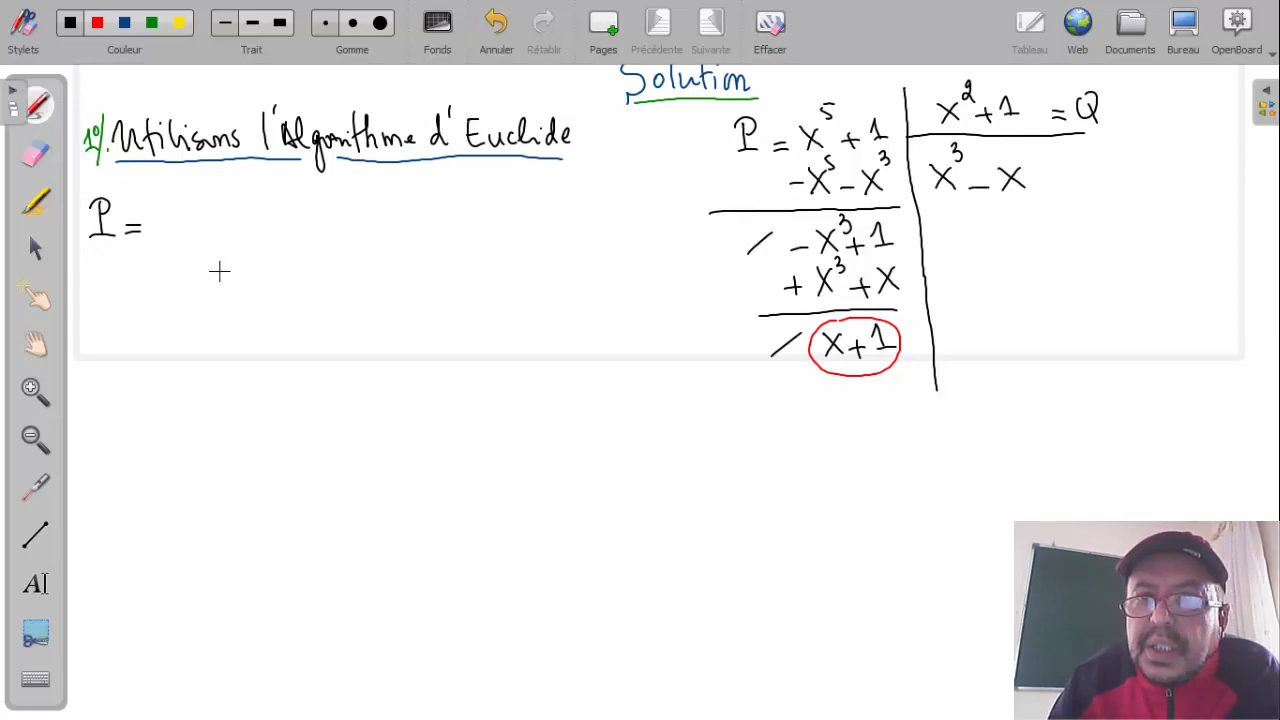 Stylets Couleur Trait Gomme Fonds Annuler Rétablir Pages Précédente Suivante Effacer Tableau Web Documents Bureau OpenBoard
Solution
1°/. Utilisons l'Algorithme d'Euclide
P =
P = X⁵ + 1
- X⁵ - X³
- X³ + 1
+ X³ + X
X + 1
X² + 1 = Q
X³ - X
AI